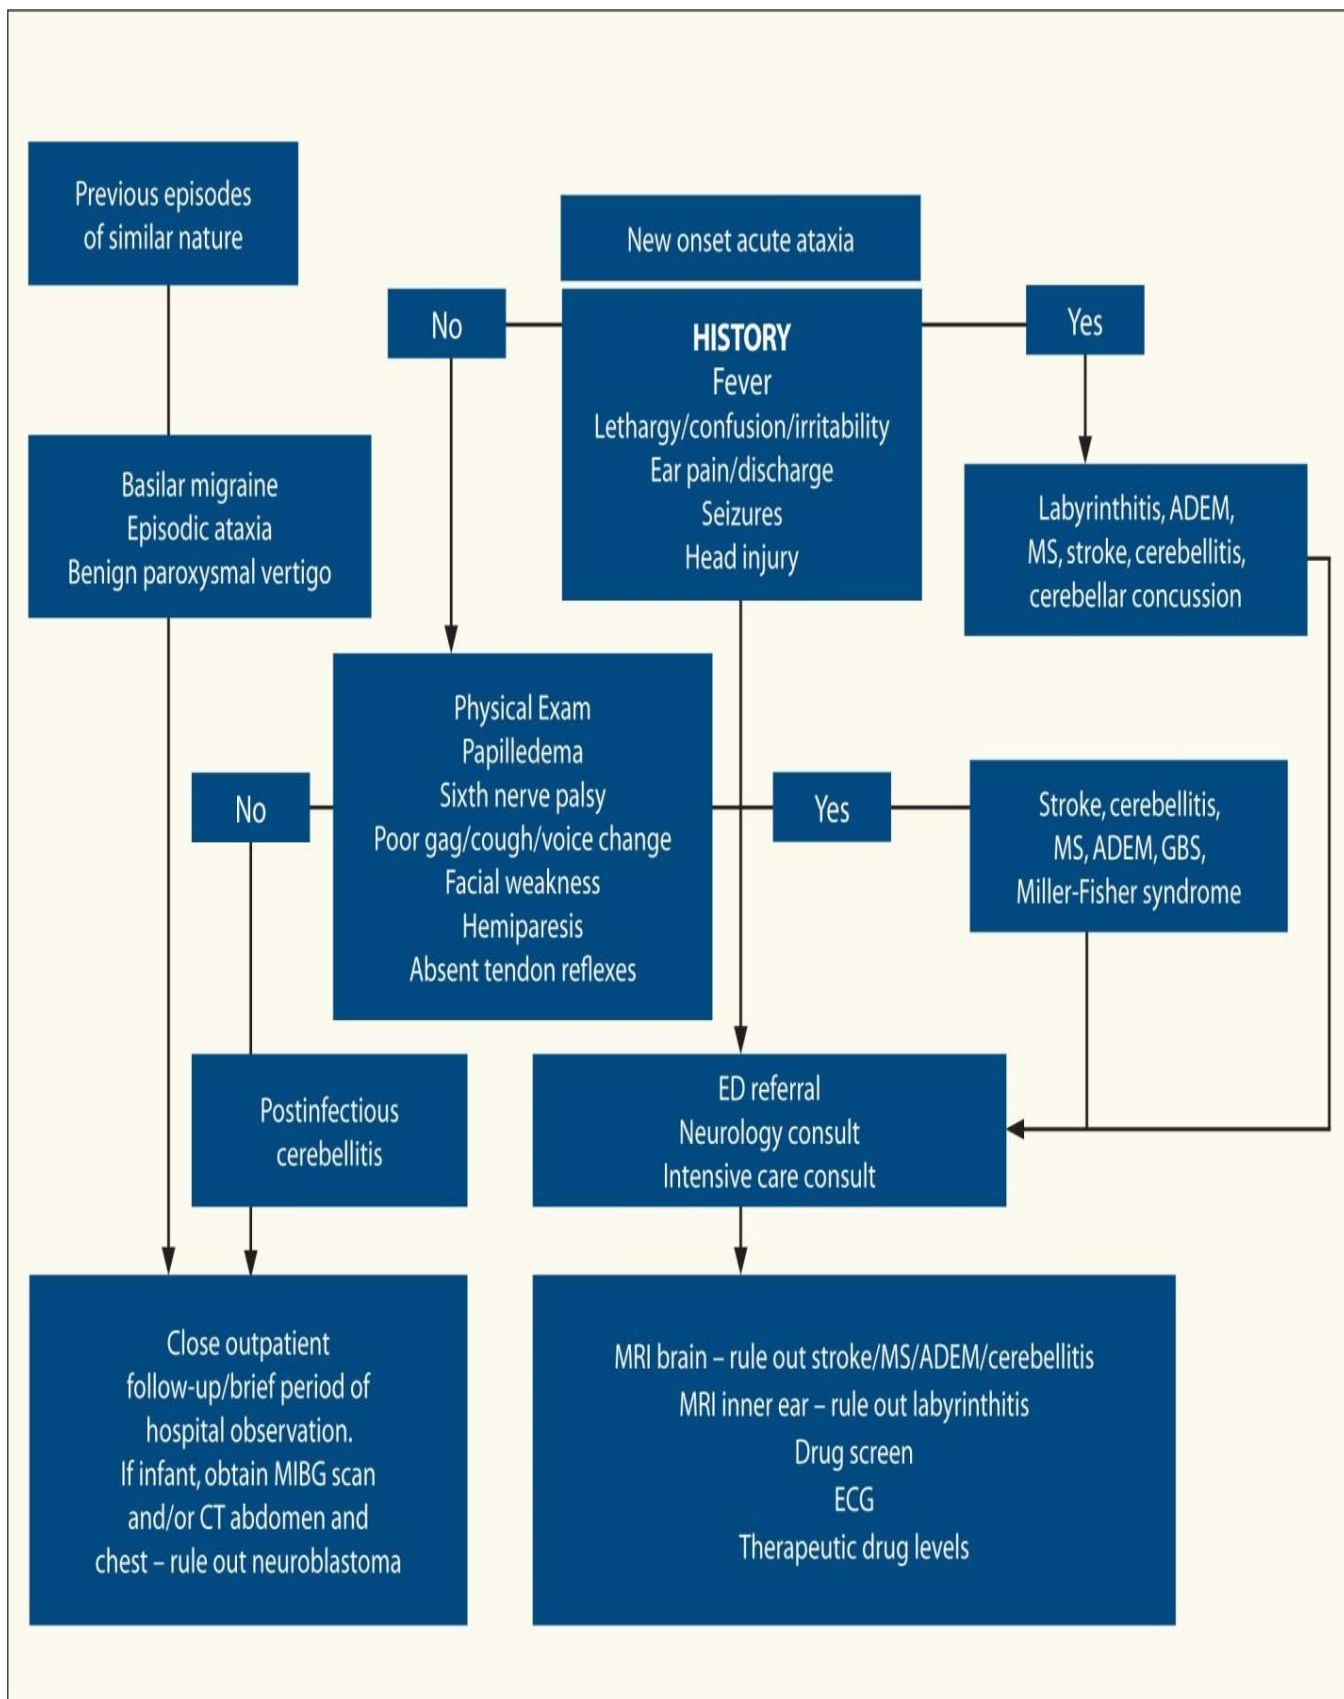 Previous episodes
of similar nature
New onset acute ataxia
No
HISTORY
Fever
Lethargy/confusion/irritability
Ear pain/discharge
Seizures
Head injury
Yes
Basilar migraine
Episodic ataxia
Benign paroxysmal vertigo
Labyrinthitis, ADEM,
MS, stroke, cerebellitis,
cerebellar concussion
Physical Exam
Papilledema
Sixth nerve palsy
Poor gag/cough/voice change
Facial weakness
Hemiparesis
Absent tendon reflexes
No
Yes
Stroke, cerebellitis,
MS, ADEM, GBS,
Miller-Fisher syndrome
Postinfectious
cerebellitis
ED referral
Neurology consult
Intensive care consult
Close outpatient
follow-up/brief period of
hospital observation.
If infant, obtain MIBG scan
and/or CT abdomen and
chest – rule out neuroblastoma
MRI brain – rule out stroke/MS/ADEM/cerebellitis
MRI inner ear – rule out labyrinthitis
Drug screen
ECG
Therapeutic drug levels